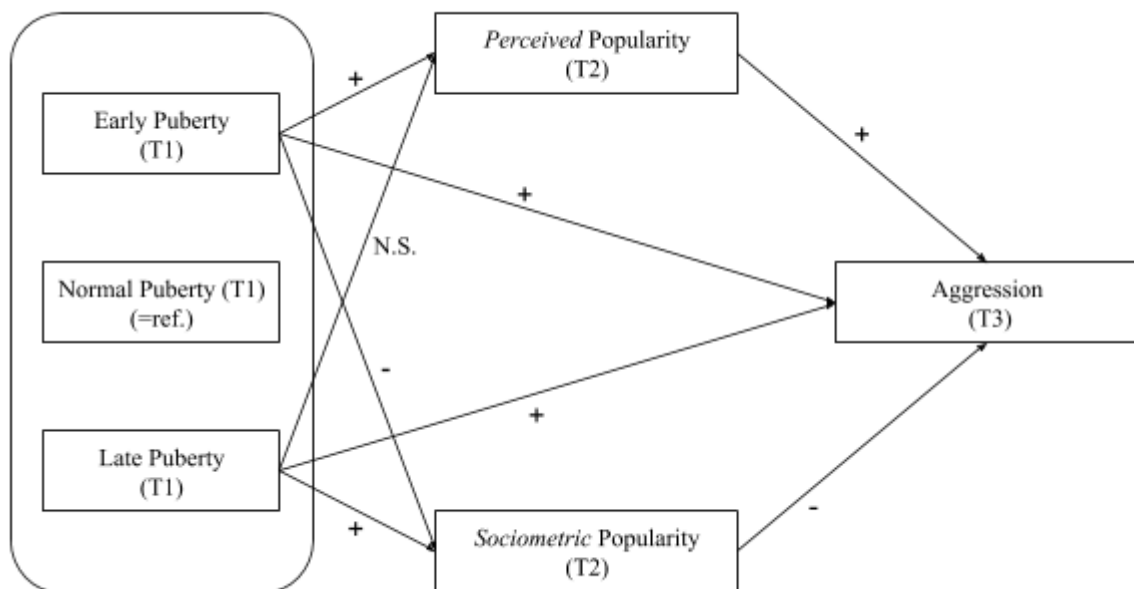 Perceived Popularity
(T2)
+
Early Puberty
(T1)
+
+
N.S.
Normal Puberty (T1)
(=ref.)
Aggression
(T3)
-
+
Late Puberty
(T1)
+
-
Sociometric Popularity
(T2)